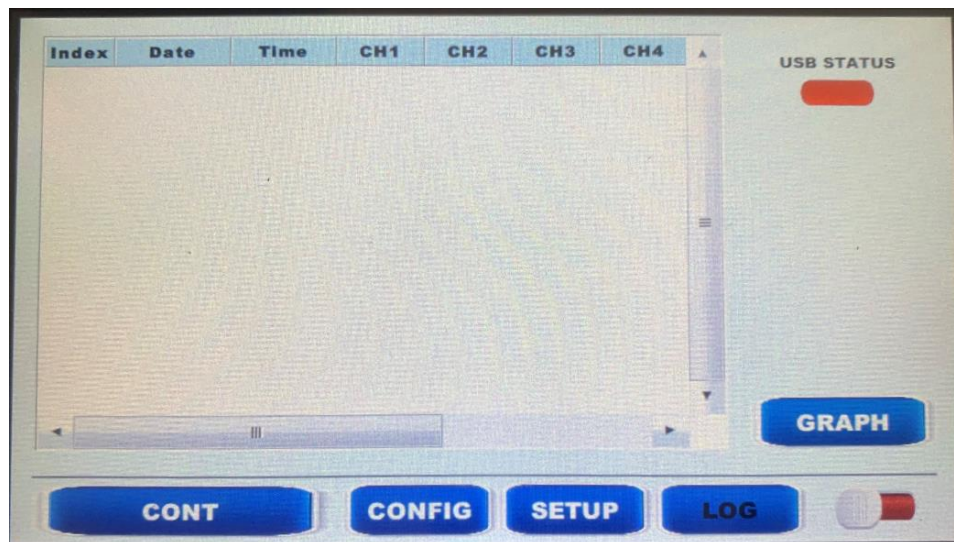 Index Date Time CH1 CH2 CH3 CH4
USB STATUS
GRAPH
CONT CONFIG SETUP LOG